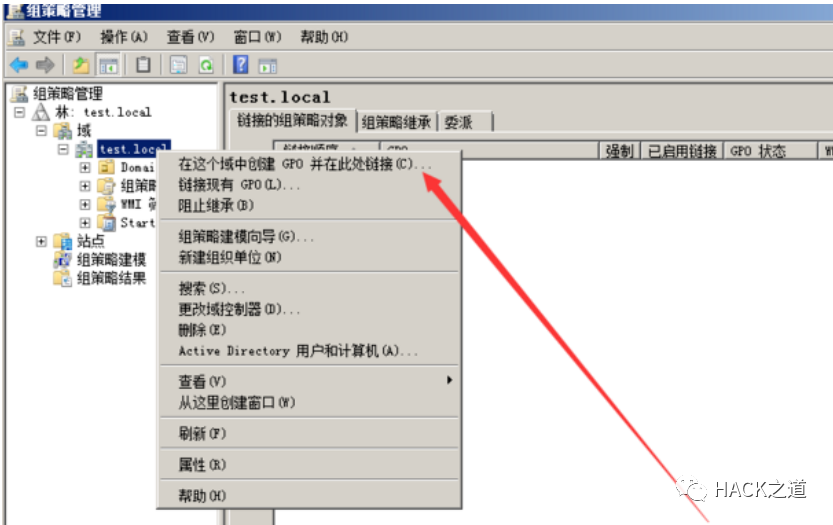 组策略管理
文件(F) 操作(A) 查看(V) 窗口(W) 帮助(H)
组策略管理
林: test.local
域
test.local
Domai
组策略
WMI
Start
站点
组策略建模
组策略结果
test.local
链接的组策略对象 组策略继承 委派
链接顺序 GPO 强制 已启用链接 GPO 状态
在这个域中创建 GPO 并在此处链接(C)...
链接现有 GPO(L)...
阻止继承(B)
组策略建模向导(G)...
新建组织单位(N)
搜索(S)...
更改域控制器(D)...
删除(E)
Active Directory 用户和计算机(A)...
查看(V)
从这里创建窗口(W)
刷新(F)
属性(R)
帮助(H)
HACK之道